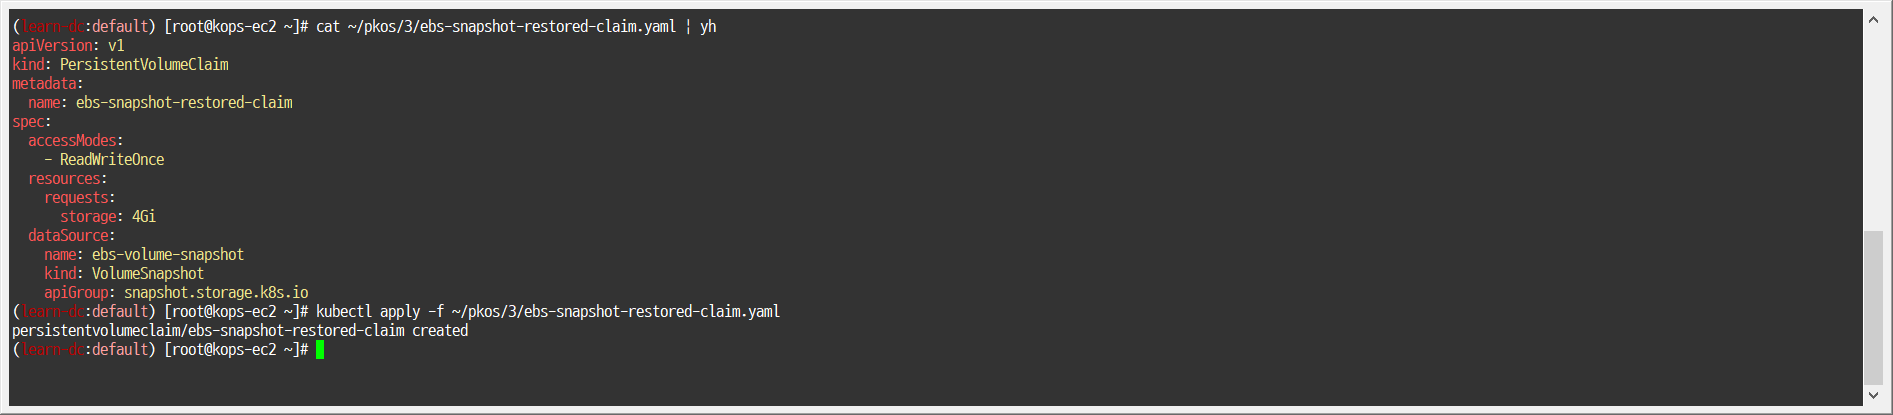 (learn-dc:default) [root@kops-ec2 ~]# cat ~/pkos/3/ebs-snapshot-restored-claim.yaml | yh
apiVersion: v1
kind: PersistentVolumeClaim
metadata:
  name: ebs-snapshot-restored-claim
spec:
  accessModes:
    - ReadWriteOnce
  resources:
    requests:
      storage: 4Gi
  dataSource:
    name: ebs-volume-snapshot
    kind: VolumeSnapshot
    apiGroup: snapshot.storage.k8s.io
(learn-dc:default) [root@kops-ec2 ~]# kubectl apply -f ~/pkos/3/ebs-snapshot-restored-claim.yaml
persistentvolumeclaim/ebs-snapshot-restored-claim created
(learn-dc:default) [root@kops-ec2 ~]#